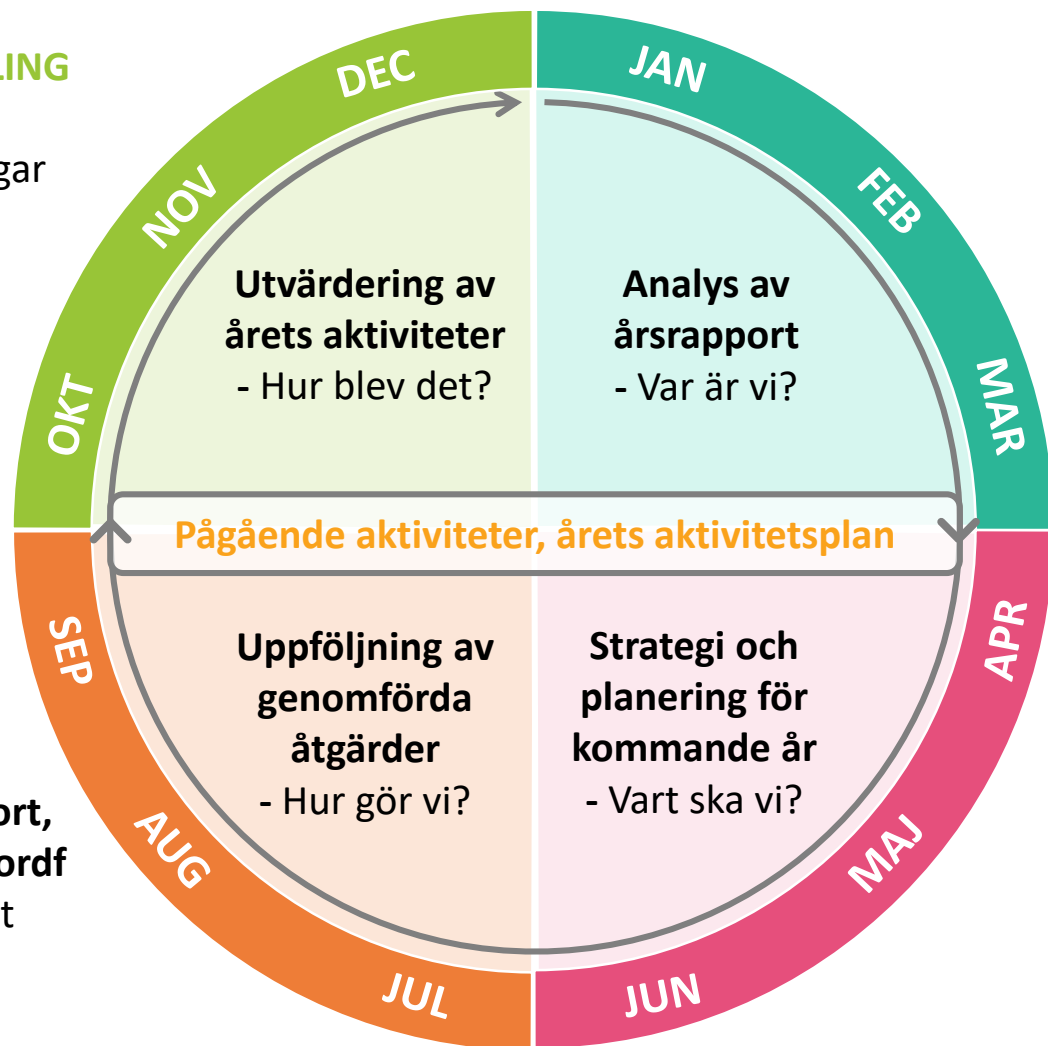 LING
gar
ort,
ordf
t
DEC
JAN
NOV
FEB
OKT
MAR
Utvärdering av
årets aktiviteter
- Hur blev det?
Analys av
årsrapport
- Var är vi?
Pågående aktiviteter, årets aktivitetsplan
Uppföljning av
genomförda
åtgärder
- Hur gör vi?
Strategi och
planering för
kommande år
- Vart ska vi?
SEP
APR
AUG
MAJ
JUL
JUN